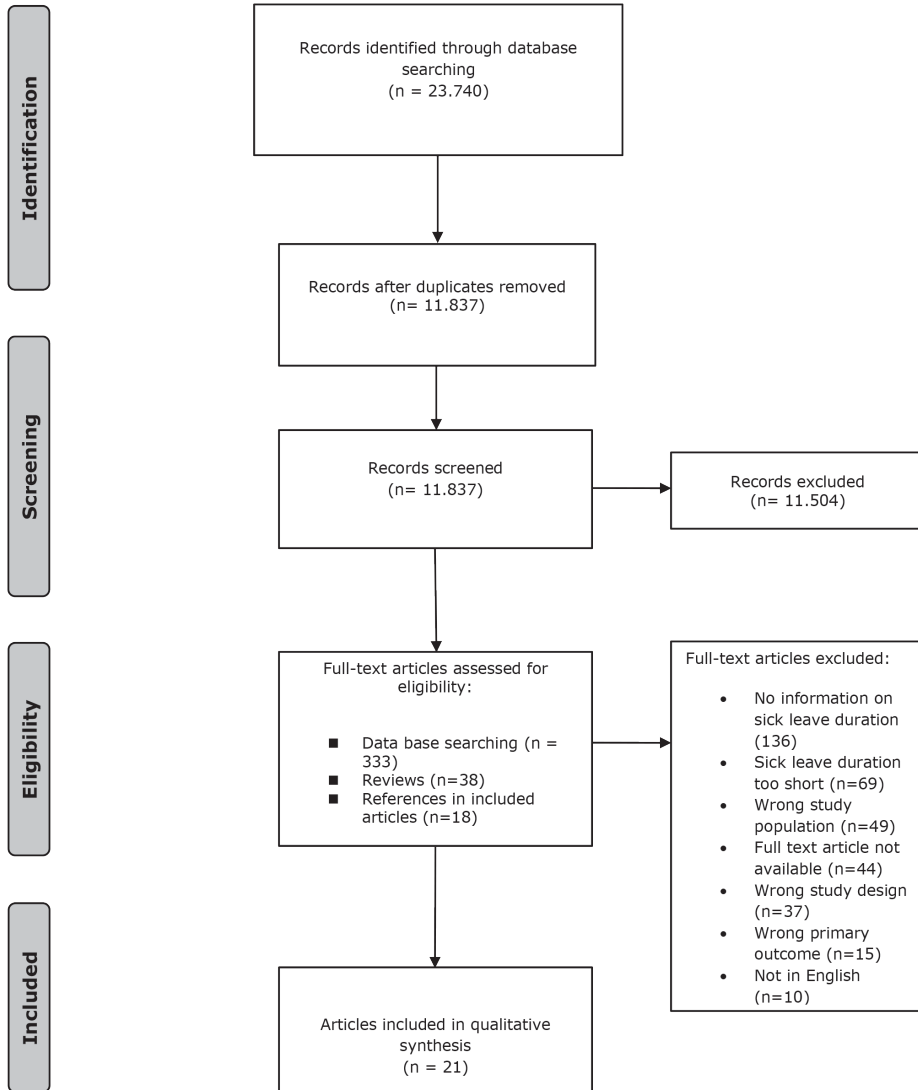 Identification
Records identified through database
searching
(n = 23.740)
Records after duplicates removed
(n= 11.837)
Screening
Records screened
(n= 11.837)
Records excluded
(n= 11.504)
Eligibility
Full-text articles assessed for
eligibility:
■ Data base searching (n =
333)
■ Reviews (n=38)
■ References in included
articles (n=18)
Full-text articles excluded:
• No information on
sick leave duration
(136)
• Sick leave duration
too short (n=69)
• Wrong study
population (n=49)
• Full text article not
available (n=44)
• Wrong study design
(n=37)
• Wrong primary
outcome (n=15)
• Not in English
(n=10)
Included
Articles included in qualitative
synthesis
(n = 21)